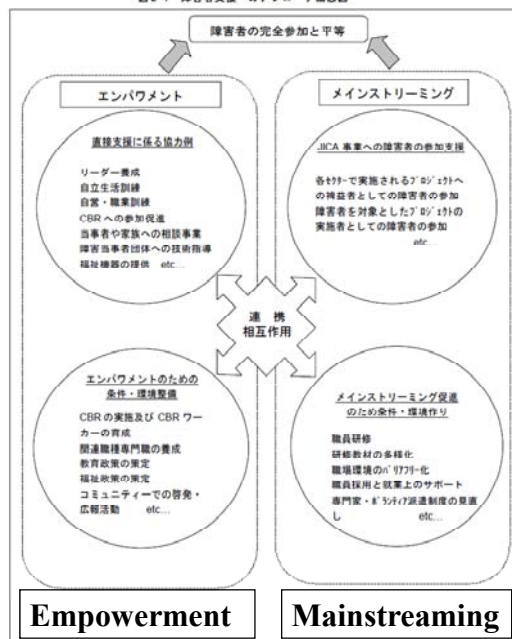 障害者の完全参加と平等
エンパワメント
直接支援に係る協力例
リーダー養成
自立生活訓練
自営・職業訓練
CBRへの参加促進
当事者や家族への相談事業
障害当事者団体への技術指導
福祉機器の提供 etc...
エンパワメントのための
条件・環境整備
CBRの実施及びCBRワー
カーの育成
関連職種専門職の養成
教育政策の策定
福祉政策の策定
コミュニティーでの啓発・
広報活動 etc...
連携
相互作用
メインストリーミング
JICA事業への障害者の参加支援
各セクターで実施されるプロジェクトへ
の裨益者としての障害者の参加
障害者を対象としたプロジェクトの
実施者としての障害者の参加
etc...
メインストリーミング促進
のため条件・環境作り
職員研修
研修教材の多様化
職場環境のバリアフリー化
職員採用と就業上のサポート
専門家・ボランティア派遣制度の見直
し etc...
Empowerment
Mainstreaming